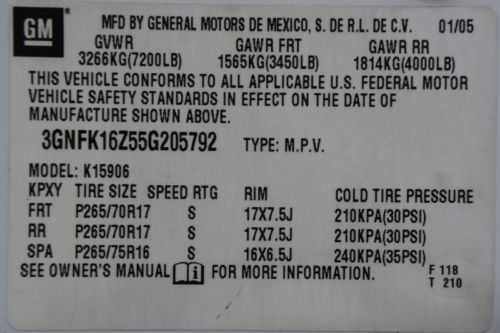 GM
MFD BY GENERAL MOTORS DE MEXICO, S. DE R.L. DE C.V. 01/05
GVWR GAWR FRT GAWR RR
3266KG(7200LB) 1565KG(3450LB) 1814KG(4000LB)
THIS VEHICLE CONFORMS TO ALL APPLICABLE U.S. FEDERAL MOTOR
VEHICLE SAFETY STANDARDS IN EFFECT ON THE DATE OF
MANUFACTURE SHOWN ABOVE.
3GNFK16Z55G205792 TYPE: M.P.V.
MODEL: K15906
KPXY TIRE SIZE SPEED RTG RIM COLD TIRE PRESSURE
FRT P265/70R17 S 17X7.5J 210KPA(30PSI)
RR P265/70R17 S 17X7.5J 210KPA(30PSI)
SPA P265/75R16 S 16X6.5J 240KPA(35PSI)
SEE OWNER'S MANUAL i FOR MORE INFORMATION. F 118
T 210